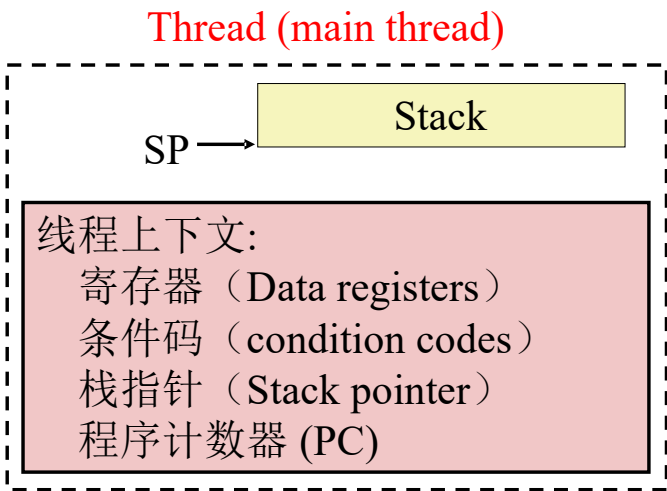 Thread (main thread)
Stack
SP
线程上下文:
寄存器（Data registers）
条件码（condition codes）
栈指针（Stack pointer）
程序计数器 (PC)